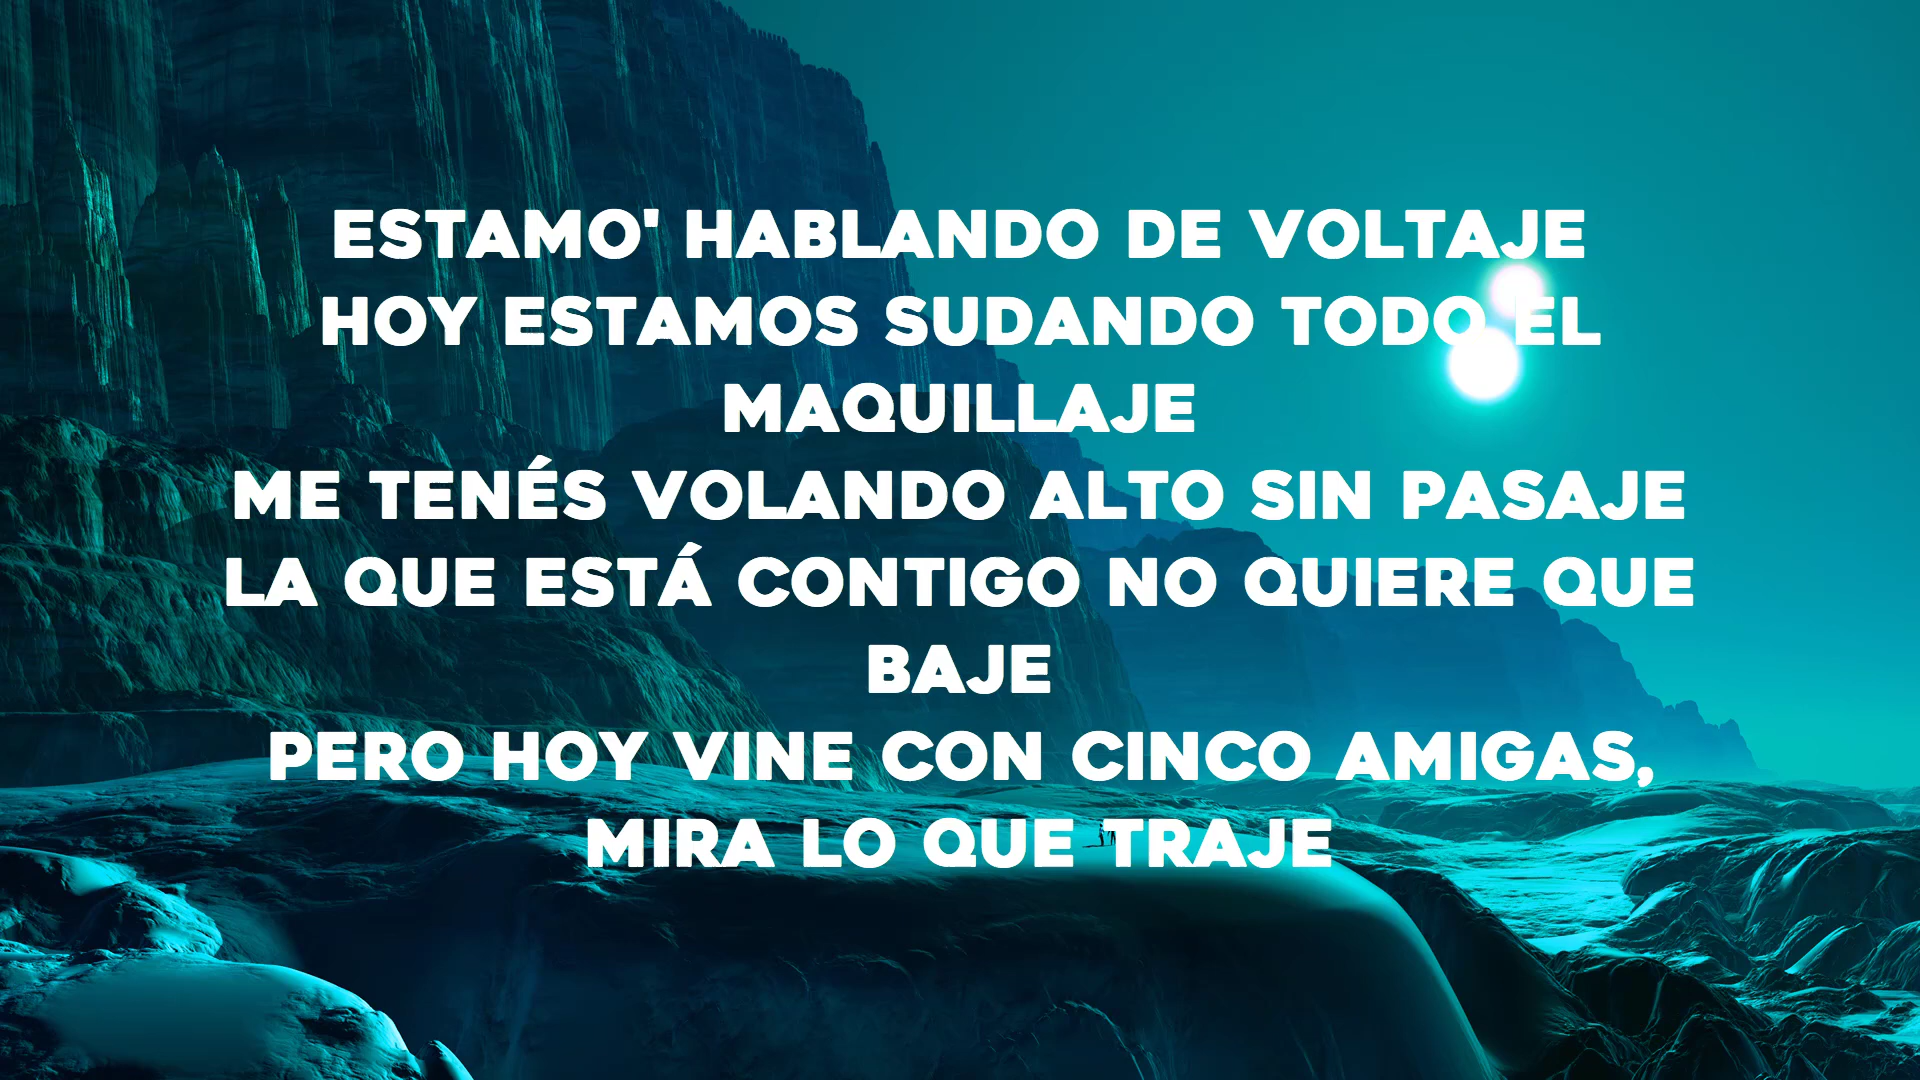 ESTAMO' HABLANDO DE VOLTAJE
HOY ESTAMOS SUDANDO TODO EL
MAQUILLAJE
ME TENÉS VOLANDO ALTO SIN PASAJE
LA QUE ESTÁ CONTIGO NO QUIERE QUE
BAJE
PERO HOY VINE CON CINCO AMIGAS,
MIRA LO QUE TRAJE